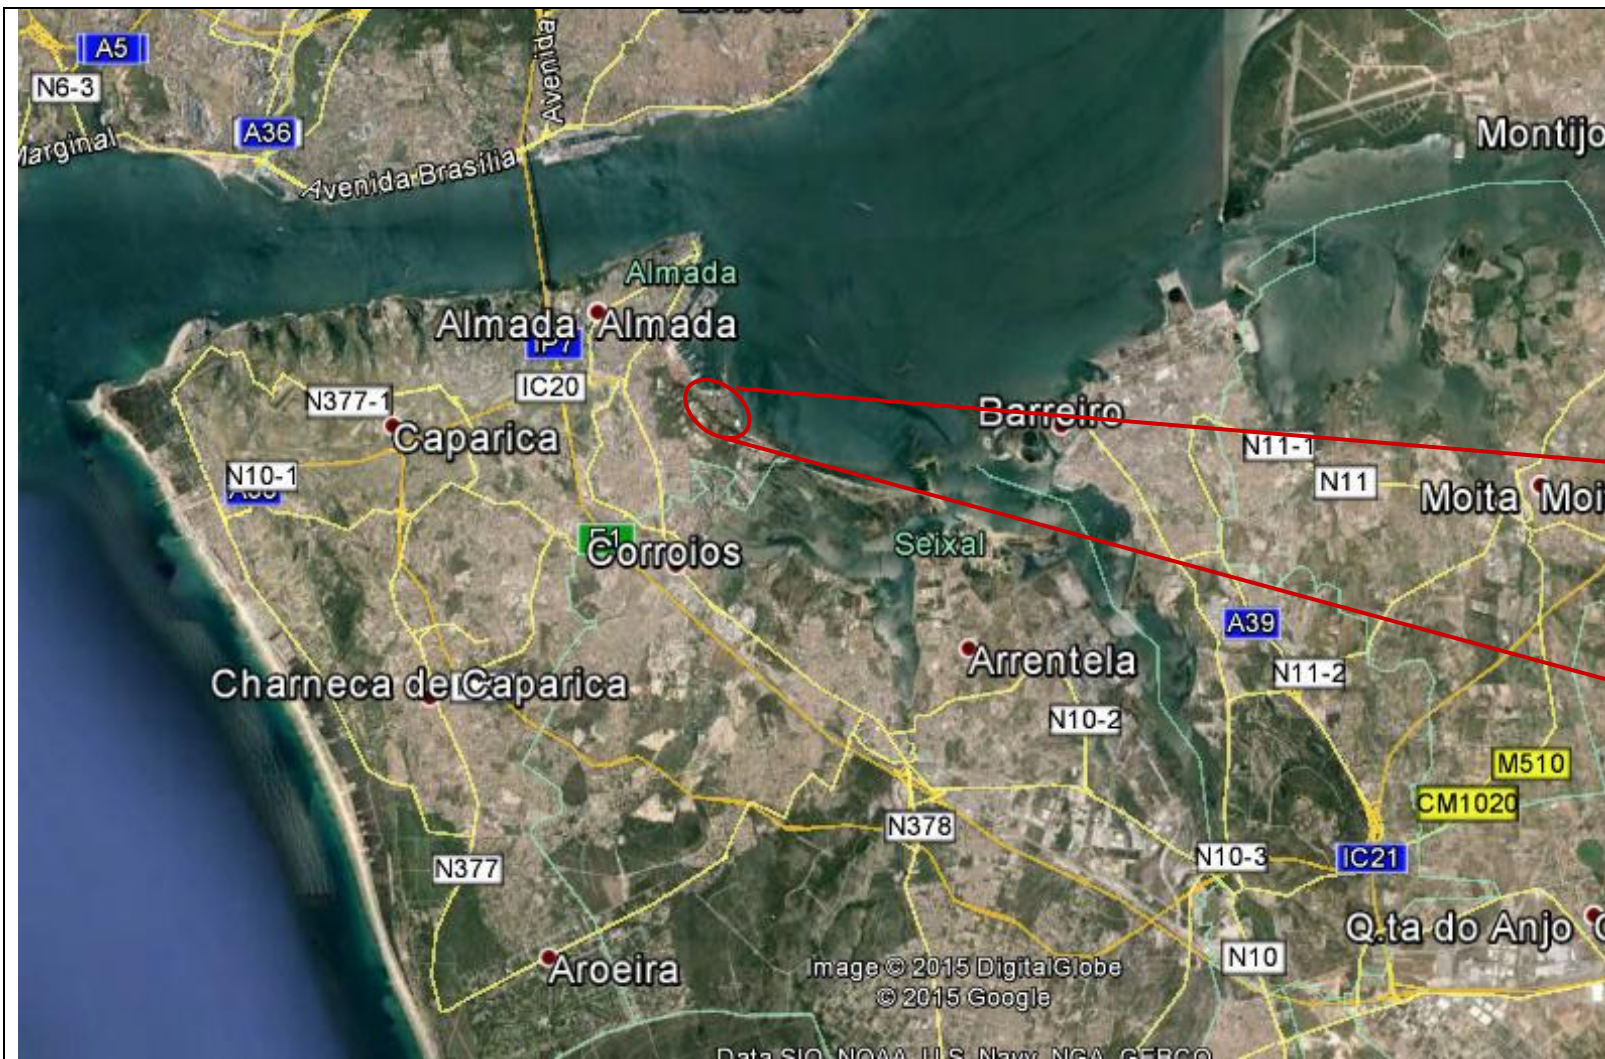 A5
N6-3
A36
Marginal
Avenida Brasília
Avenida
Montijo
Almada
Almada
Almada
IP7
IC20
N377-1
Caparica
N10-1
Barreiro
N11-1
N11
Moita
Corroios
Seixal
A39
Arrentela
N11-2
Charneca de Caparica
N10-2
M510
CM1020
N378
N377
N10-3
IC21
Q.ta do Anjo
Aroeira
N10
Image © 2015 DigitalGlobe
© 2015 Google
Data SIO, NOAA, U.S. Navy, NGA, GEBCO